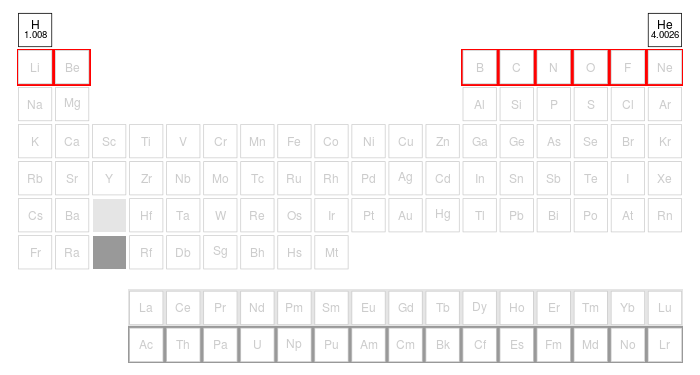 H He
1.008 4.0026
Li Be B C N O F Ne
Na Mg Al Si P S Cl Ar
K Ca Sc Ti V Cr Mn Fe Co Ni Cu Zn Ga Ge As Se Br Kr
Rb Sr Y Zr Nb Mo Tc Ru Rh Pd Ag Cd In Sn Sb Te I Xe
Cs Ba Hf Ta W Re Os Ir Pt Au Hg Tl Pb Bi Po At Rn
Fr Ra Rf Db Sg Bh Hs Mt
La Ce Pr Nd Pm Sm Eu Gd Tb Dy Ho Er Tm Yb Lu
Ac Th Pa U Np Pu Am Cm Bk Cf Es Fm Md No Lr